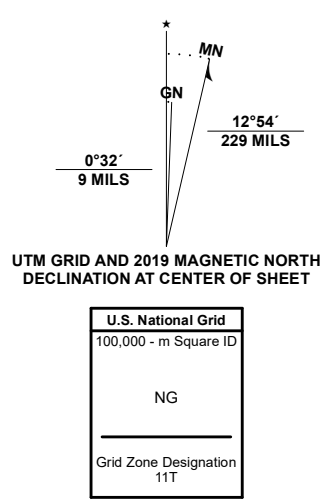 ★
MN
GN
12°54´
229 MILS
0°32´
9 MILS
UTM GRID AND 2019 MAGNETIC NORTH
DECLINATION AT CENTER OF SHEET
U.S. National Grid
100,000 - m Square ID
NG
Grid Zone Designation
11T